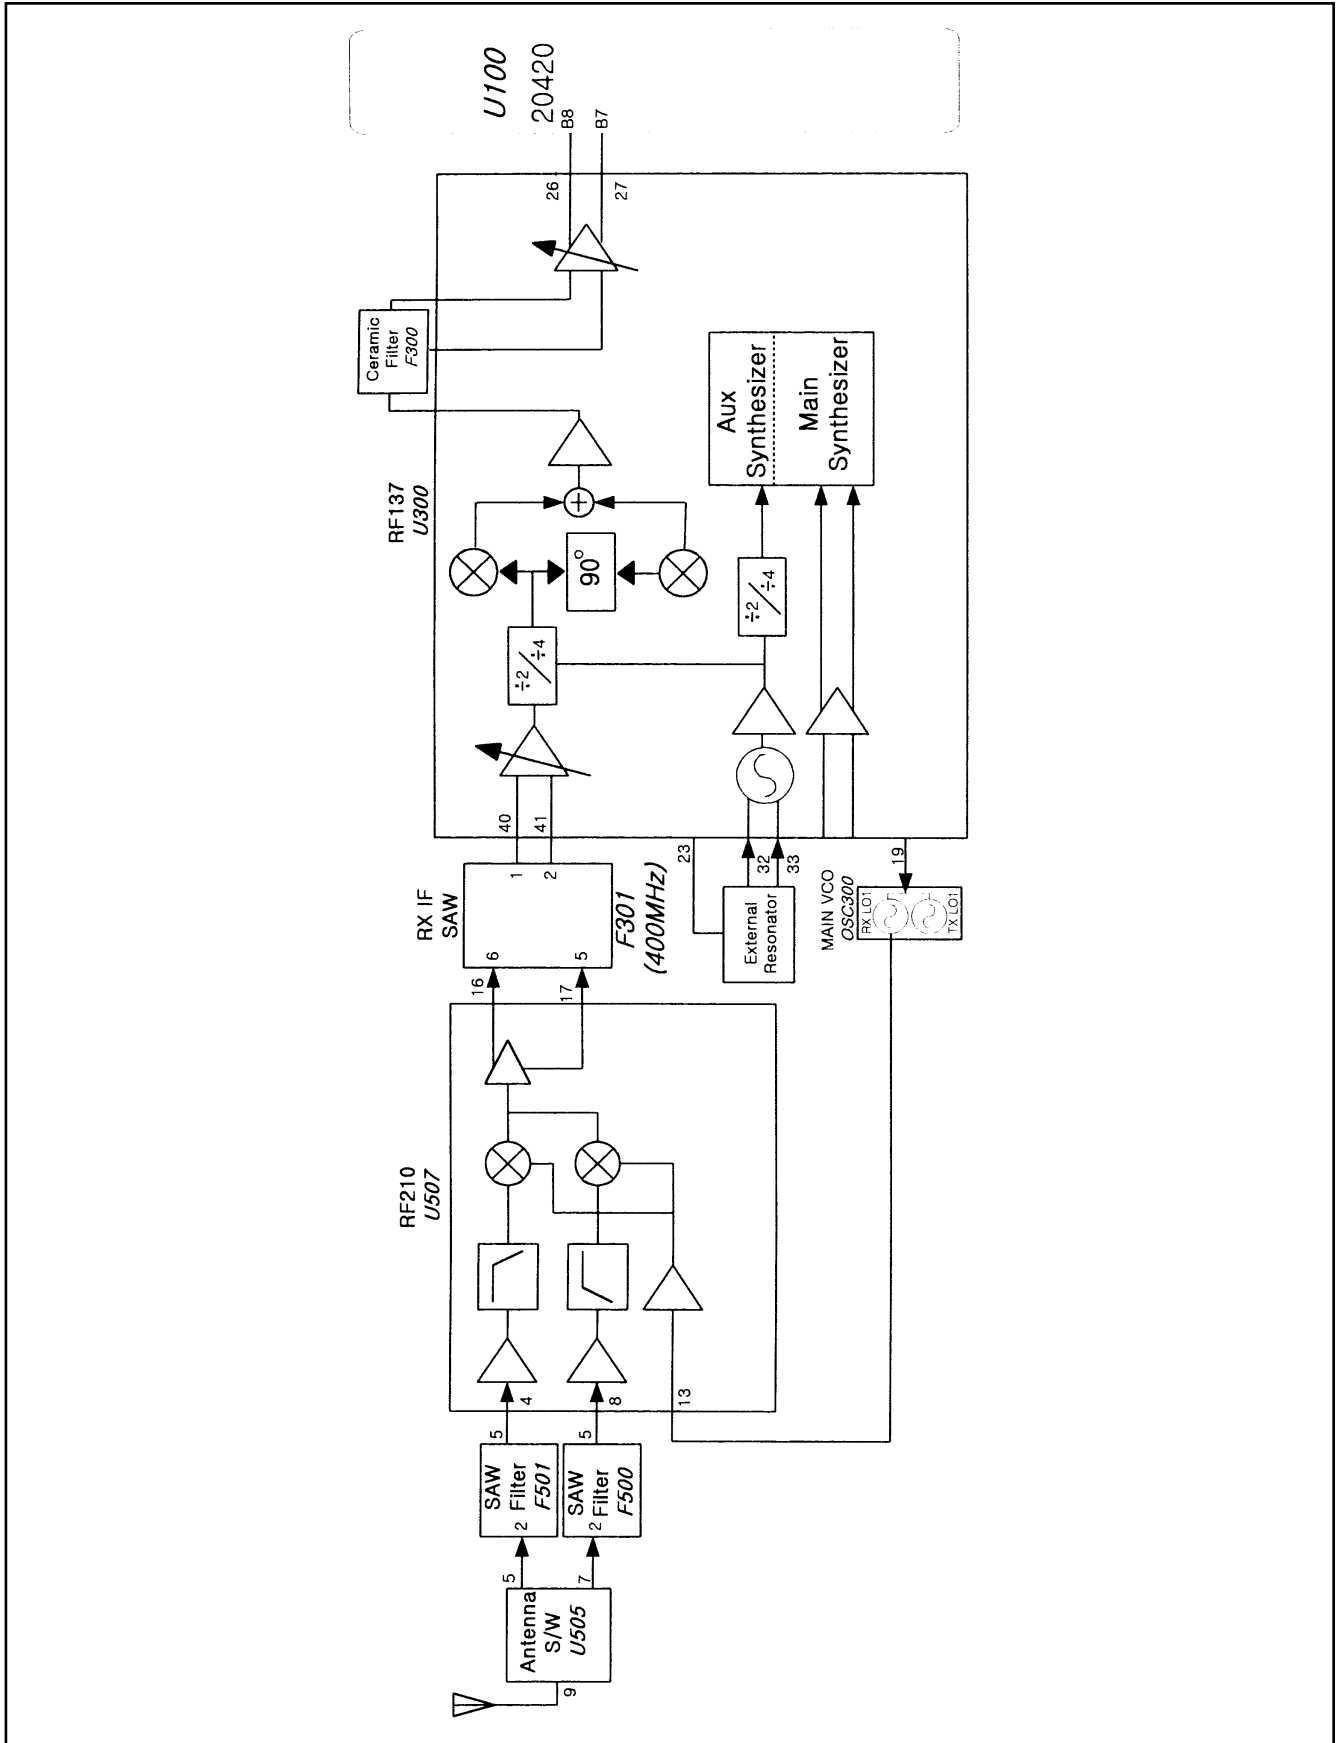 U100
20420
B8
B7
26
27
Ceramic
Filter
F300
RF137
U300
90°
÷2/÷4
÷2/÷4
Aux
Synthesizer
Main
Synthesizer
40
41
23
32
33
19
RX IF
SAW
1
2
6
5
F301
(400MHz)
External
Resonator
MAIN VCO
OSC300
RX LO1
TX LO1
16
17
RF210
U507
4
8
13
5
SAW
Filter
F501
2
5
SAW
Filter
F500
2
5
7
Antenna
S/W
U505
9